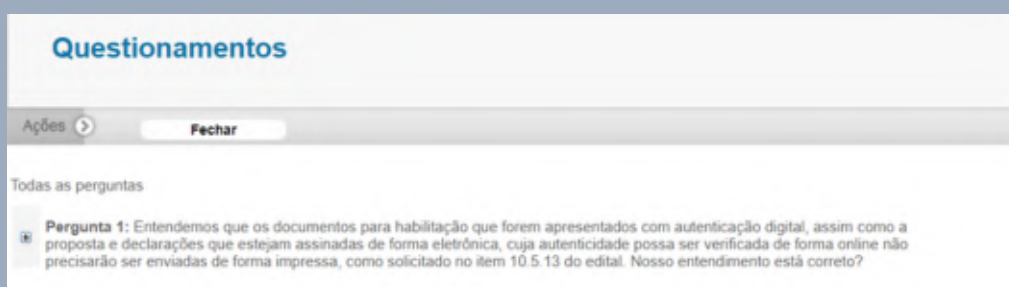 Questionamentos
Ações
Fechar
Todas as perguntas
Pergunta 1: Entendemos que os documentos para habilitação que forem apresentados com autenticação digital, assim como a
proposta e declarações que estejam assinadas de forma eletrônica, cuja autenticidade possa ser verificada de forma online não
precisarão ser enviadas de forma impressa, como solicitado no item 10.5.13 do edital. Nosso entendimento está correto?